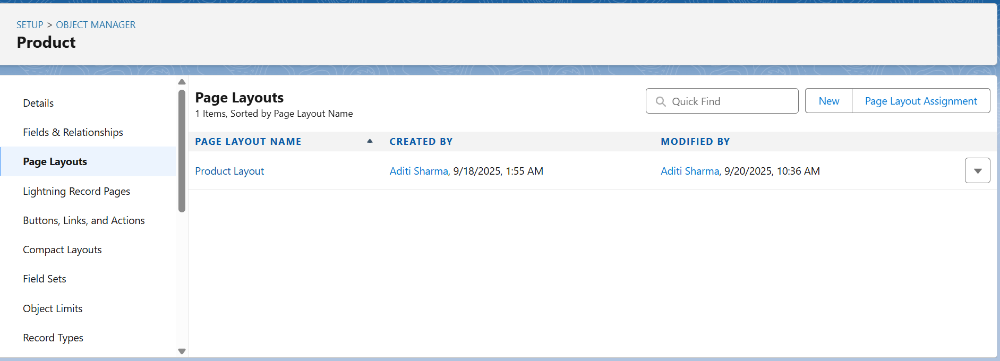 SETUP > OBJECT MANAGER
Product
Details
Fields & Relationships
Page Layouts
Lightning Record Pages
Buttons, Links, and Actions
Compact Layouts
Field Sets
Object Limits
Record Types
Page Layouts
1 Items, Sorted by Page Layout Name
Quick Find
New
Page Layout Assignment
PAGE LAYOUT NAME CREATED BY MODIFIED BY
Product Layout Aditi Sharma, 9/18/2025, 1:55 AM Aditi Sharma, 9/20/2025, 10:36 AM